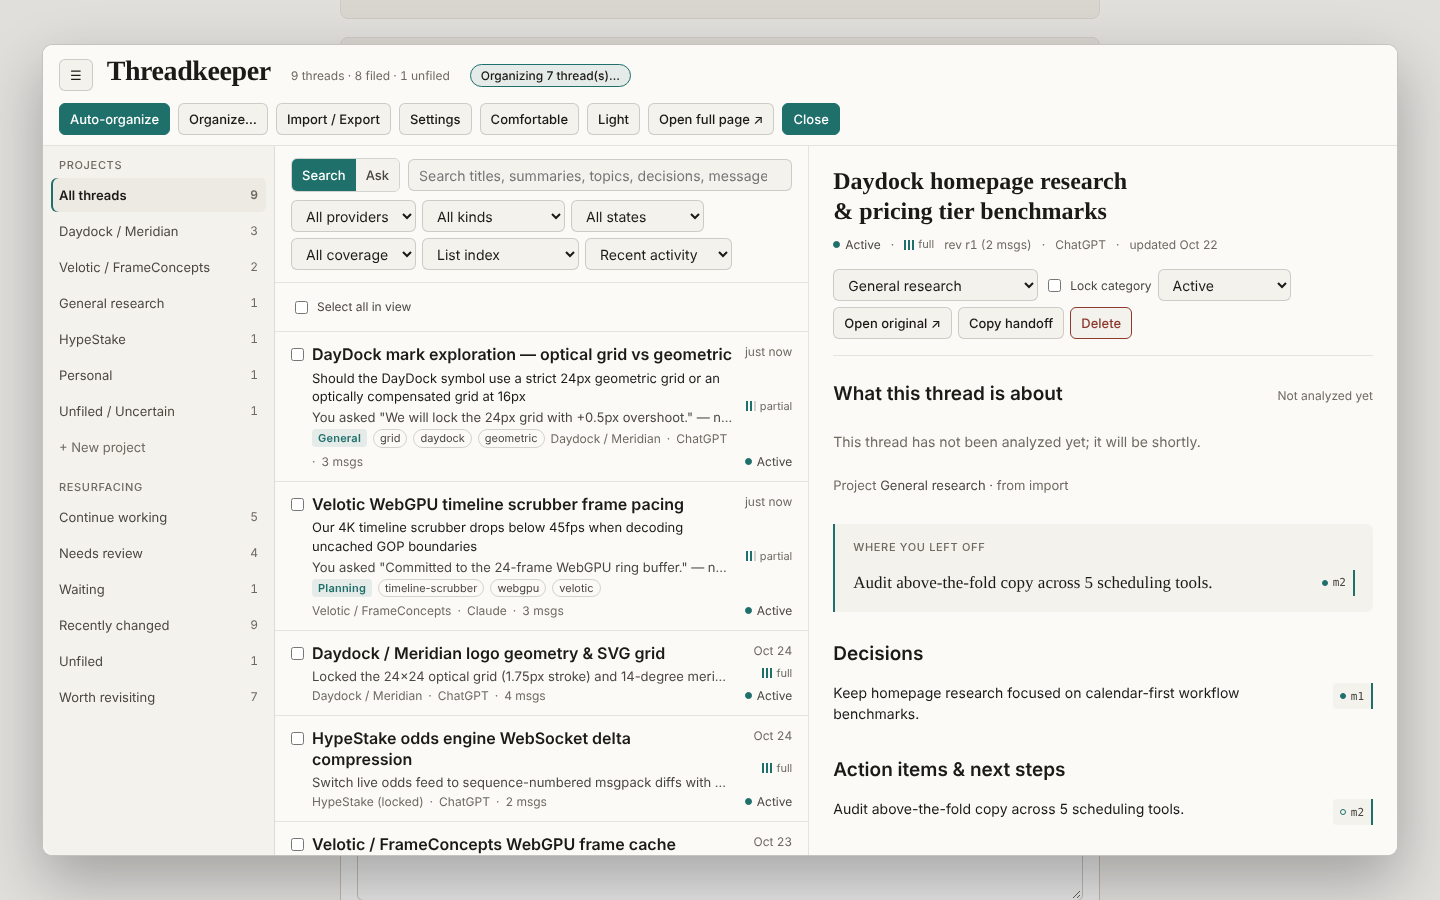 ☰
Threadkeeper
9 threads · 8 filed · 1 unfiled
Organizing 7 thread(s)...
Auto-organize
Organize...
Import / Export
Settings
Comfortable
Light
Open full page ↗
Close
PROJECTS
All threads 9
Daydock / Meridian 3
Velotic / FrameConcepts 2
General research 1
HypeStake 1
Personal 1
Unfiled / Uncertain 1
+ New project
RESURFACING
Continue working 5
Needs review 4
Waiting 1
Recently changed 9
Unfiled 1
Worth revisiting 7
Search
Ask
Search titles, summaries, topics, decisions, message
All providers
All kinds
All states
All coverage
List index
Recent activity
Select all in view
DayDock mark exploration — optical grid vs geometric just now
Should the DayDock symbol use a strict 24px geometric grid or an
optically compensated grid at 16px
partial
You asked "We will lock the 24px grid with +0.5px overshoot." — n...
General grid daydock geometric Daydock / Meridian · ChatGPT
· 3 msgs Active
Velotic WebGPU timeline scrubber frame pacing just now
Our 4K timeline scrubber drops below 45fps when decoding
uncached GOP boundaries
partial
You asked "Committed to the 24-frame WebGPU ring buffer." — n...
Planning timeline-scrubber webgpu velotic
Velotic / FrameConcepts · Claude · 3 msgs Active
Daydock / Meridian logo geometry & SVG grid Oct 24
Locked the 24×24 optical grid (1.75px stroke) and 14-degree meri... full
Daydock / Meridian · ChatGPT · 4 msgs Active
HypeStake odds engine WebSocket delta Oct 24
compression
full
Switch live odds feed to sequence-numbered msgpack diffs with ...
HypeStake (locked) · ChatGPT · 2 msgs Active
Velotic / FrameConcepts WebGPU frame cache Oct 23
Daydock homepage research
& pricing tier benchmarks
Active · full rev r1 (2 msgs) · ChatGPT · updated Oct 22
General research
Lock category
Active
Open original ↗
Copy handoff
Delete
What this thread is about Not analyzed yet
This thread has not been analyzed yet; it will be shortly.
Project General research · from import
WHERE YOU LEFT OFF
Audit above-the-fold copy across 5 scheduling tools. m2
Decisions
Keep homepage research focused on calendar-first workflow m1
benchmarks.
Action items & next steps
Audit above-the-fold copy across 5 scheduling tools. m2